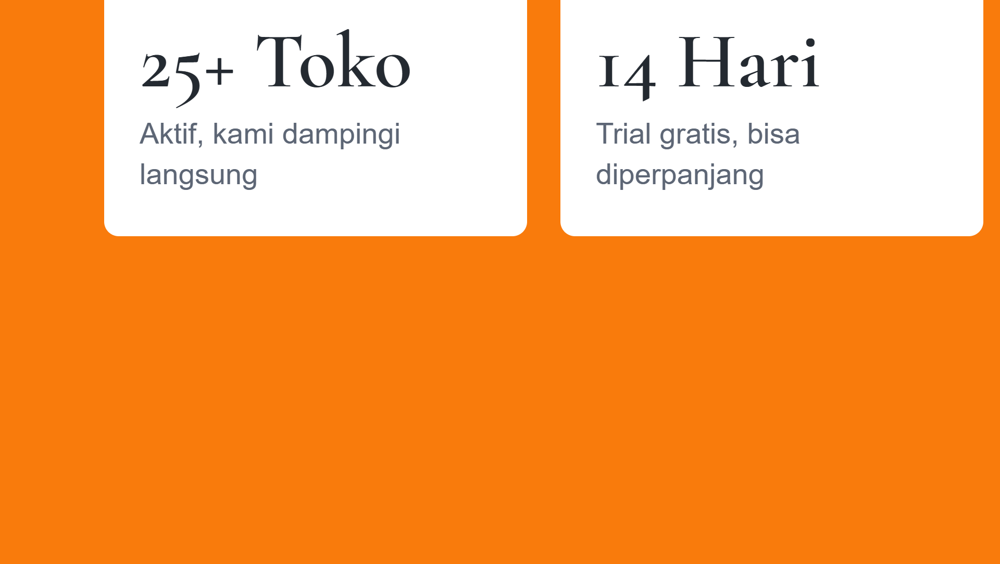 25+ Toko
Aktif, kami dampingi
langsung
14 Hari
Trial gratis, bisa
diperpanjang